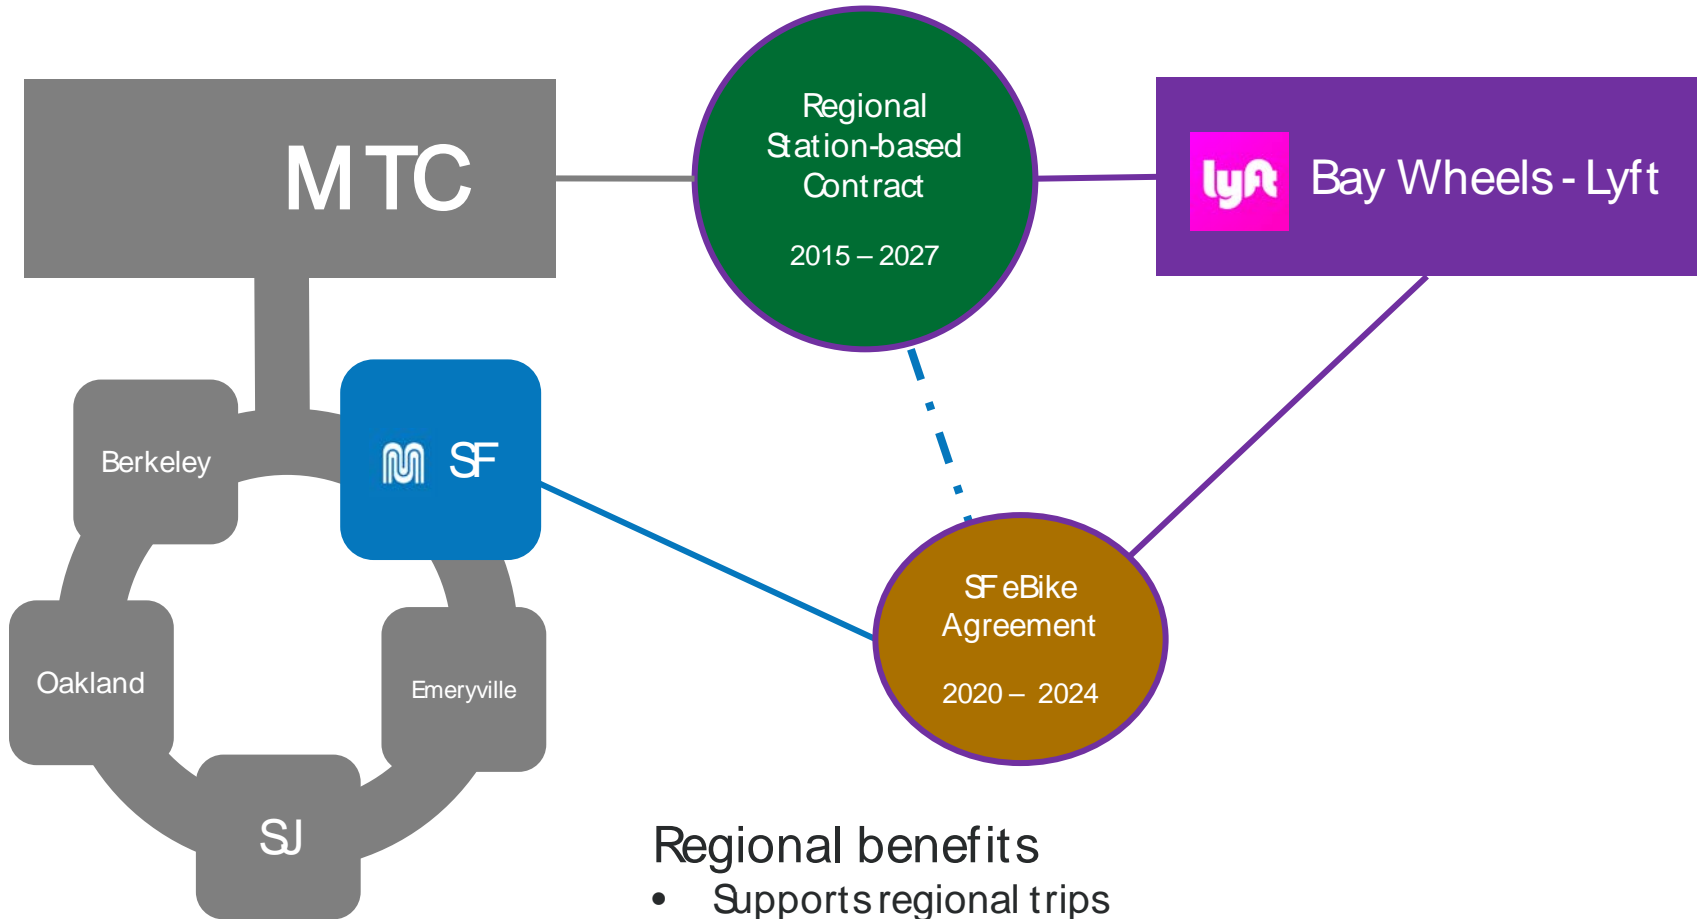 MTC
Regional
Station-based
Contract
2015 – 2027
lyft
Bay Wheels - Lyft
Berkeley
SF
Oakland
Emeryville
SJ
SF eBike
Agreement
2020 – 2024
Regional benefits
• Supports regional trips